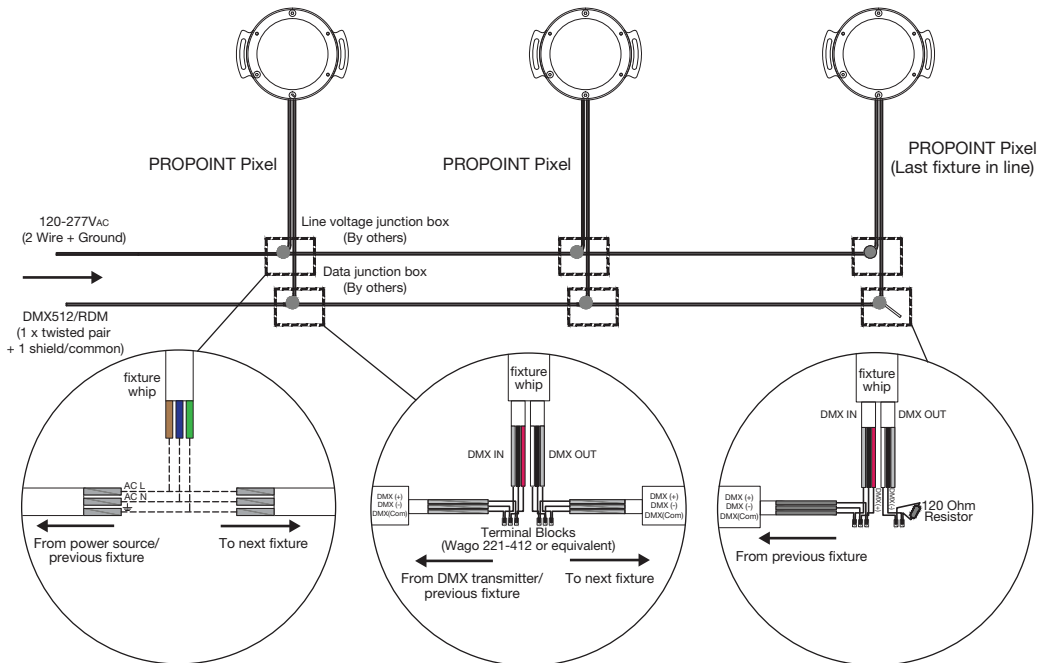 PROPOINT Pixel
PROPOINT Pixel
PROPOINT Pixel
(Last fixture in line)
120-277VAC
(2 Wire + Ground)
Line voltage junction box
(By others)
Data junction box
(By others)
DMX512/RDM
(1 x twisted pair
+ 1 shield/common)
fixture
whip
AC L
AC N
From power source/
previous fixture
To next fixture
fixture
whip
DMX IN
DMX OUT
DMX (+)
DMX (-)
DMX(Com)
DMX (+)
DMX (-)
DMX(Com)
Terminal Blocks
(Wago 221-412 or equivalent)
From DMX transmitter/
previous fixture
To next fixture
fixture
whip
DMX IN
DMX OUT
DMX (+)
DMX (-)
DMX(Com)
DMX(+)
DMX(-)
120 Ohm
Resistor
From previous fixture